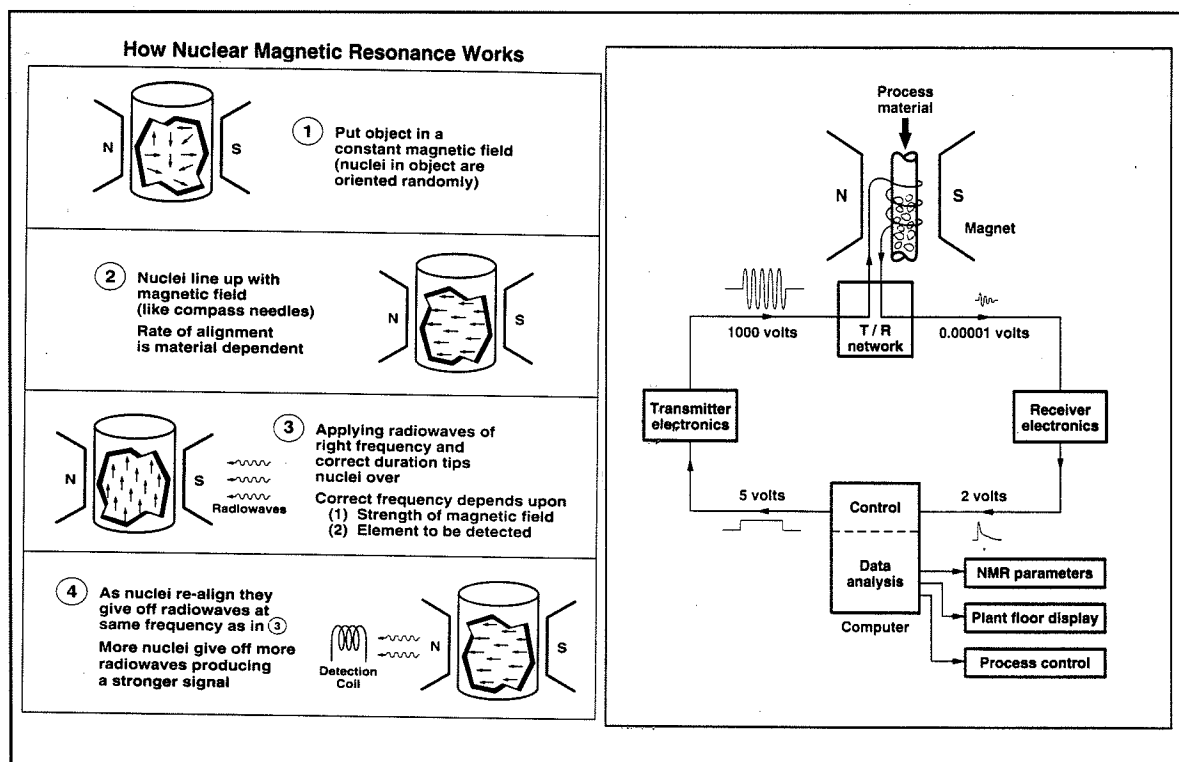 How Nuclear Magnetic Resonance Works
N
S
1
Put object in a
constant magnetic field
(nuclei in object are
oriented randomly)
2
Nuclei line up with
magnetic field
(like compass needles)
Rate of alignment
is material dependent
N
S
N
S
Radiowaves
3
Applying radiowaves of
right frequency and
correct duration tips
nuclei over
Correct frequency depends upon
(1) Strength of magnetic field
(2) Element to be detected
4
As nuclei re-align they
give off radiowaves at
same frequency as in 3
More nuclei give off more
radiowaves producing
a stronger signal
Detection
Coil
N
S
Process
material
N
S
Magnet
1000 volts
T / R
network
0.00001 volts
Transmitter
electronics
Receiver
electronics
5 volts
Control
2 volts
Data
analysis
Computer
NMR parameters
Plant floor display
Process control